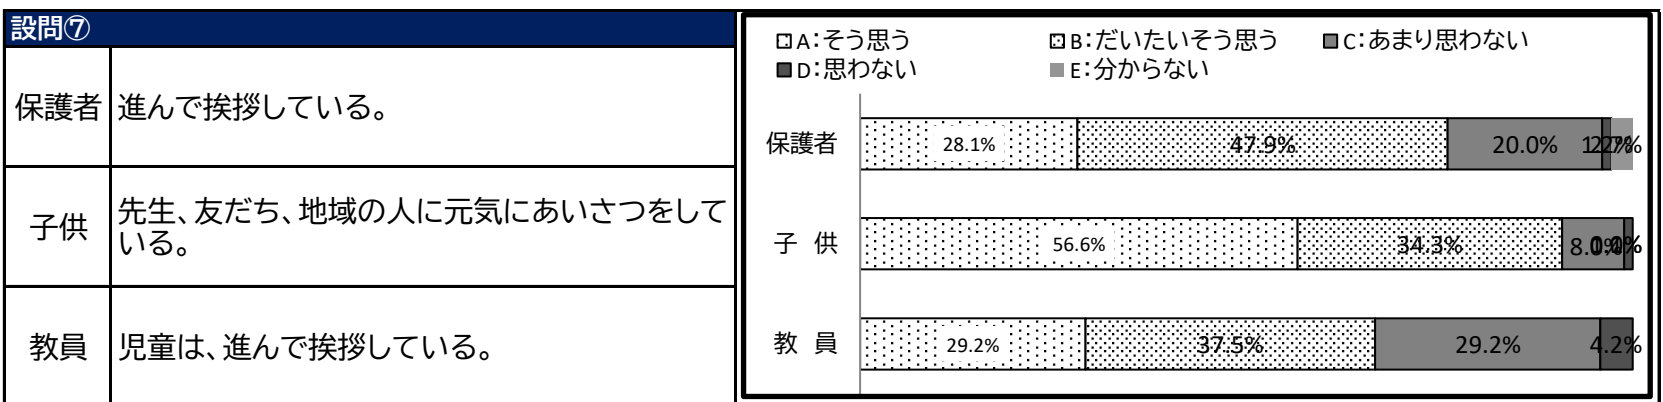 設問⑦
保護者
進んで挨拶している。
子供
先生、友だち、地域の人に元気にあいさつをして
いる。
教員
児童は、進んで挨拶している。
A：そう思う
B：だいたいそう思う
C：あまり思わない
D：思わない
E：分からない
保護者
28.1%
47.9%
20.0%
子 供
56.6%
34.3%
8.0%
教 員
29.2%
37.5%
29.2%
4.2%